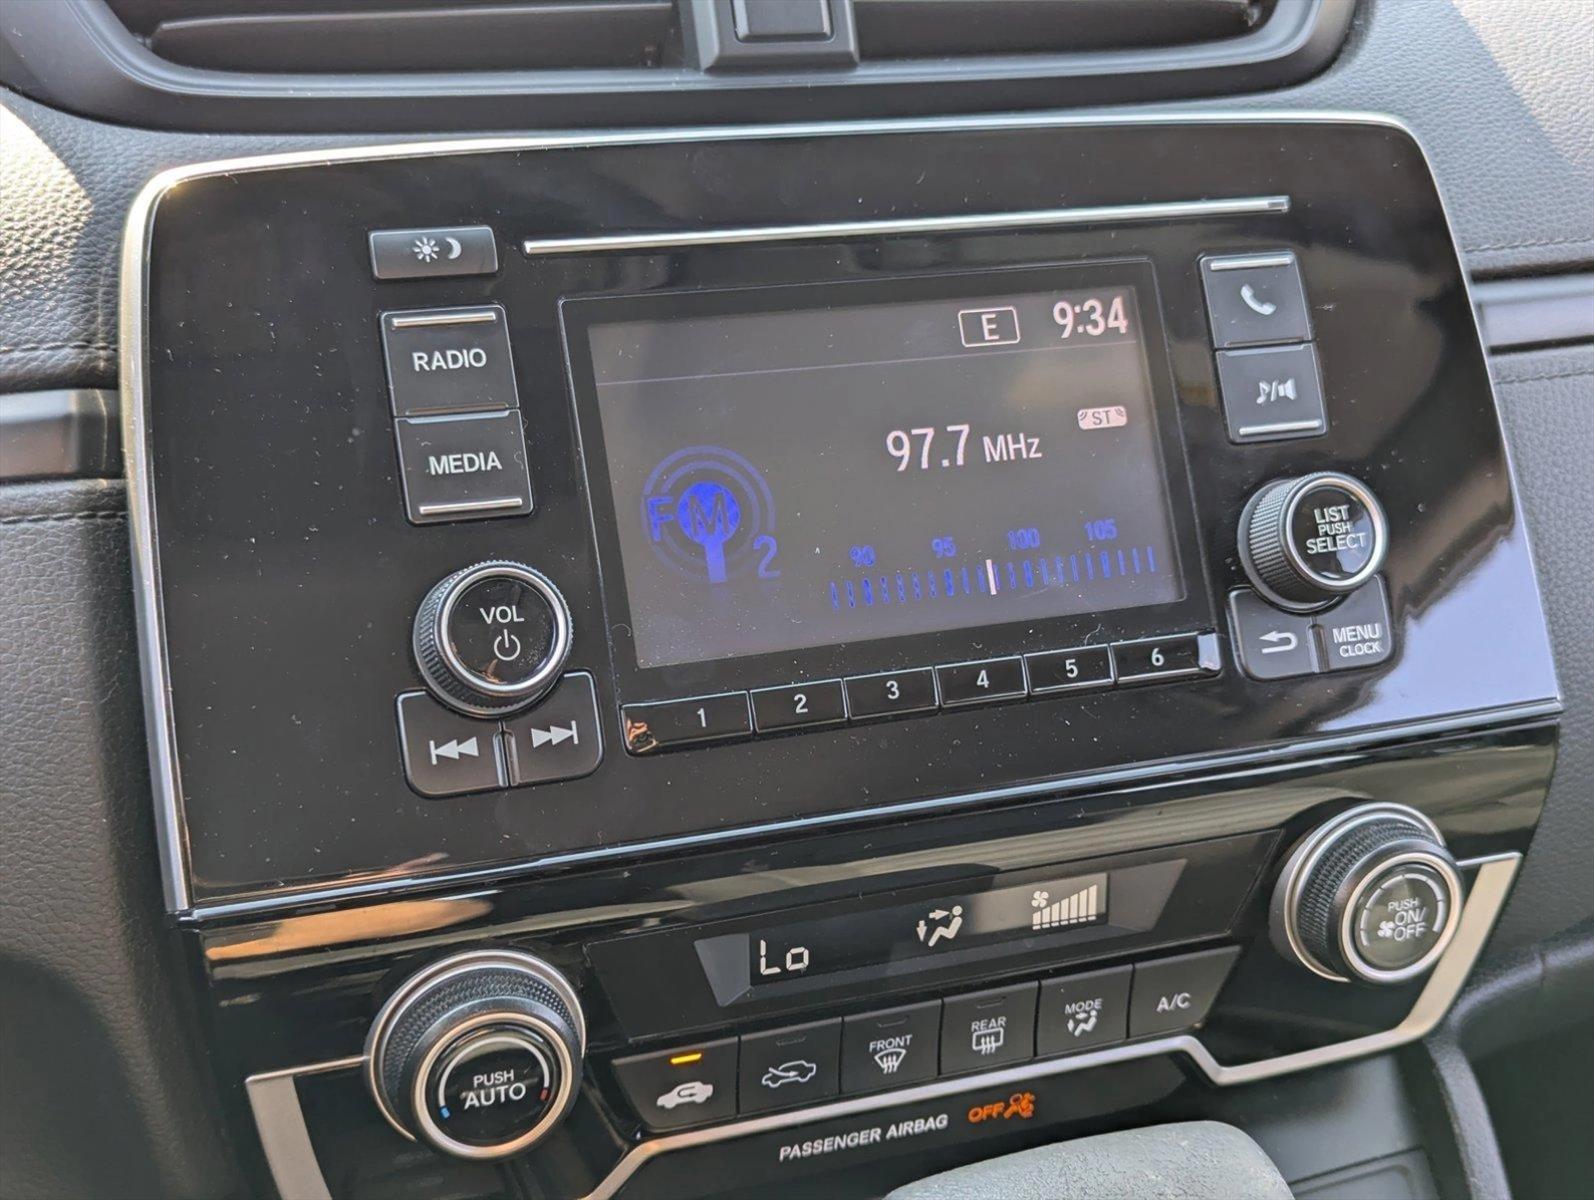 E 9:34
RADIO
97.7 MHz
ST
MEDIA
FM 2
90 95 100 105
LIST
PUSH
SELECT
VOL
MENU
CLOCK
1 2 3 4 5 6
Lo
PUSH
ON/
OFF
PUSH
AUTO
FRONT
REAR
MODE
A/C
PASSENGER AIRBAG OFF